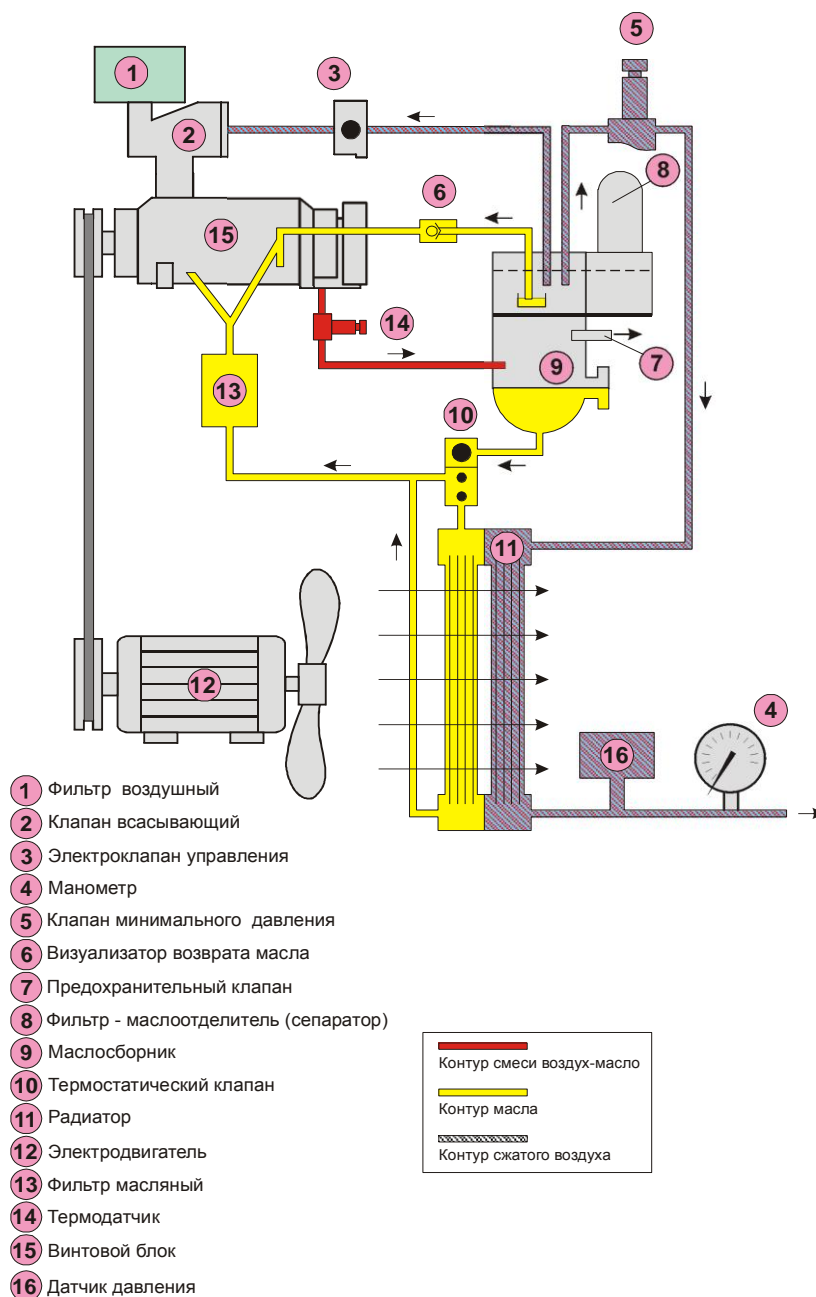 5
1
3
2
8
6
15
14
7
9
13
10
11
12
4
16
1 Фильтр воздушный
2 Клапан всасывающий
3 Электроклапан управления
4 Манометр
5 Клапан минимального давления
6 Визуализатор возврата масла
7 Предохранительный клапан
8 Фильтр - маслоотделитель (сепаратор)
9 Маслосборник
10 Термостатический клапан
11 Радиатор
12 Электродвигатель
13 Фильтр масляный
14 Термодатчик
15 Винтовой блок
16 Датчик давления
Контур смеси воздух-масло
Контур масла
Контур сжатого воздуха